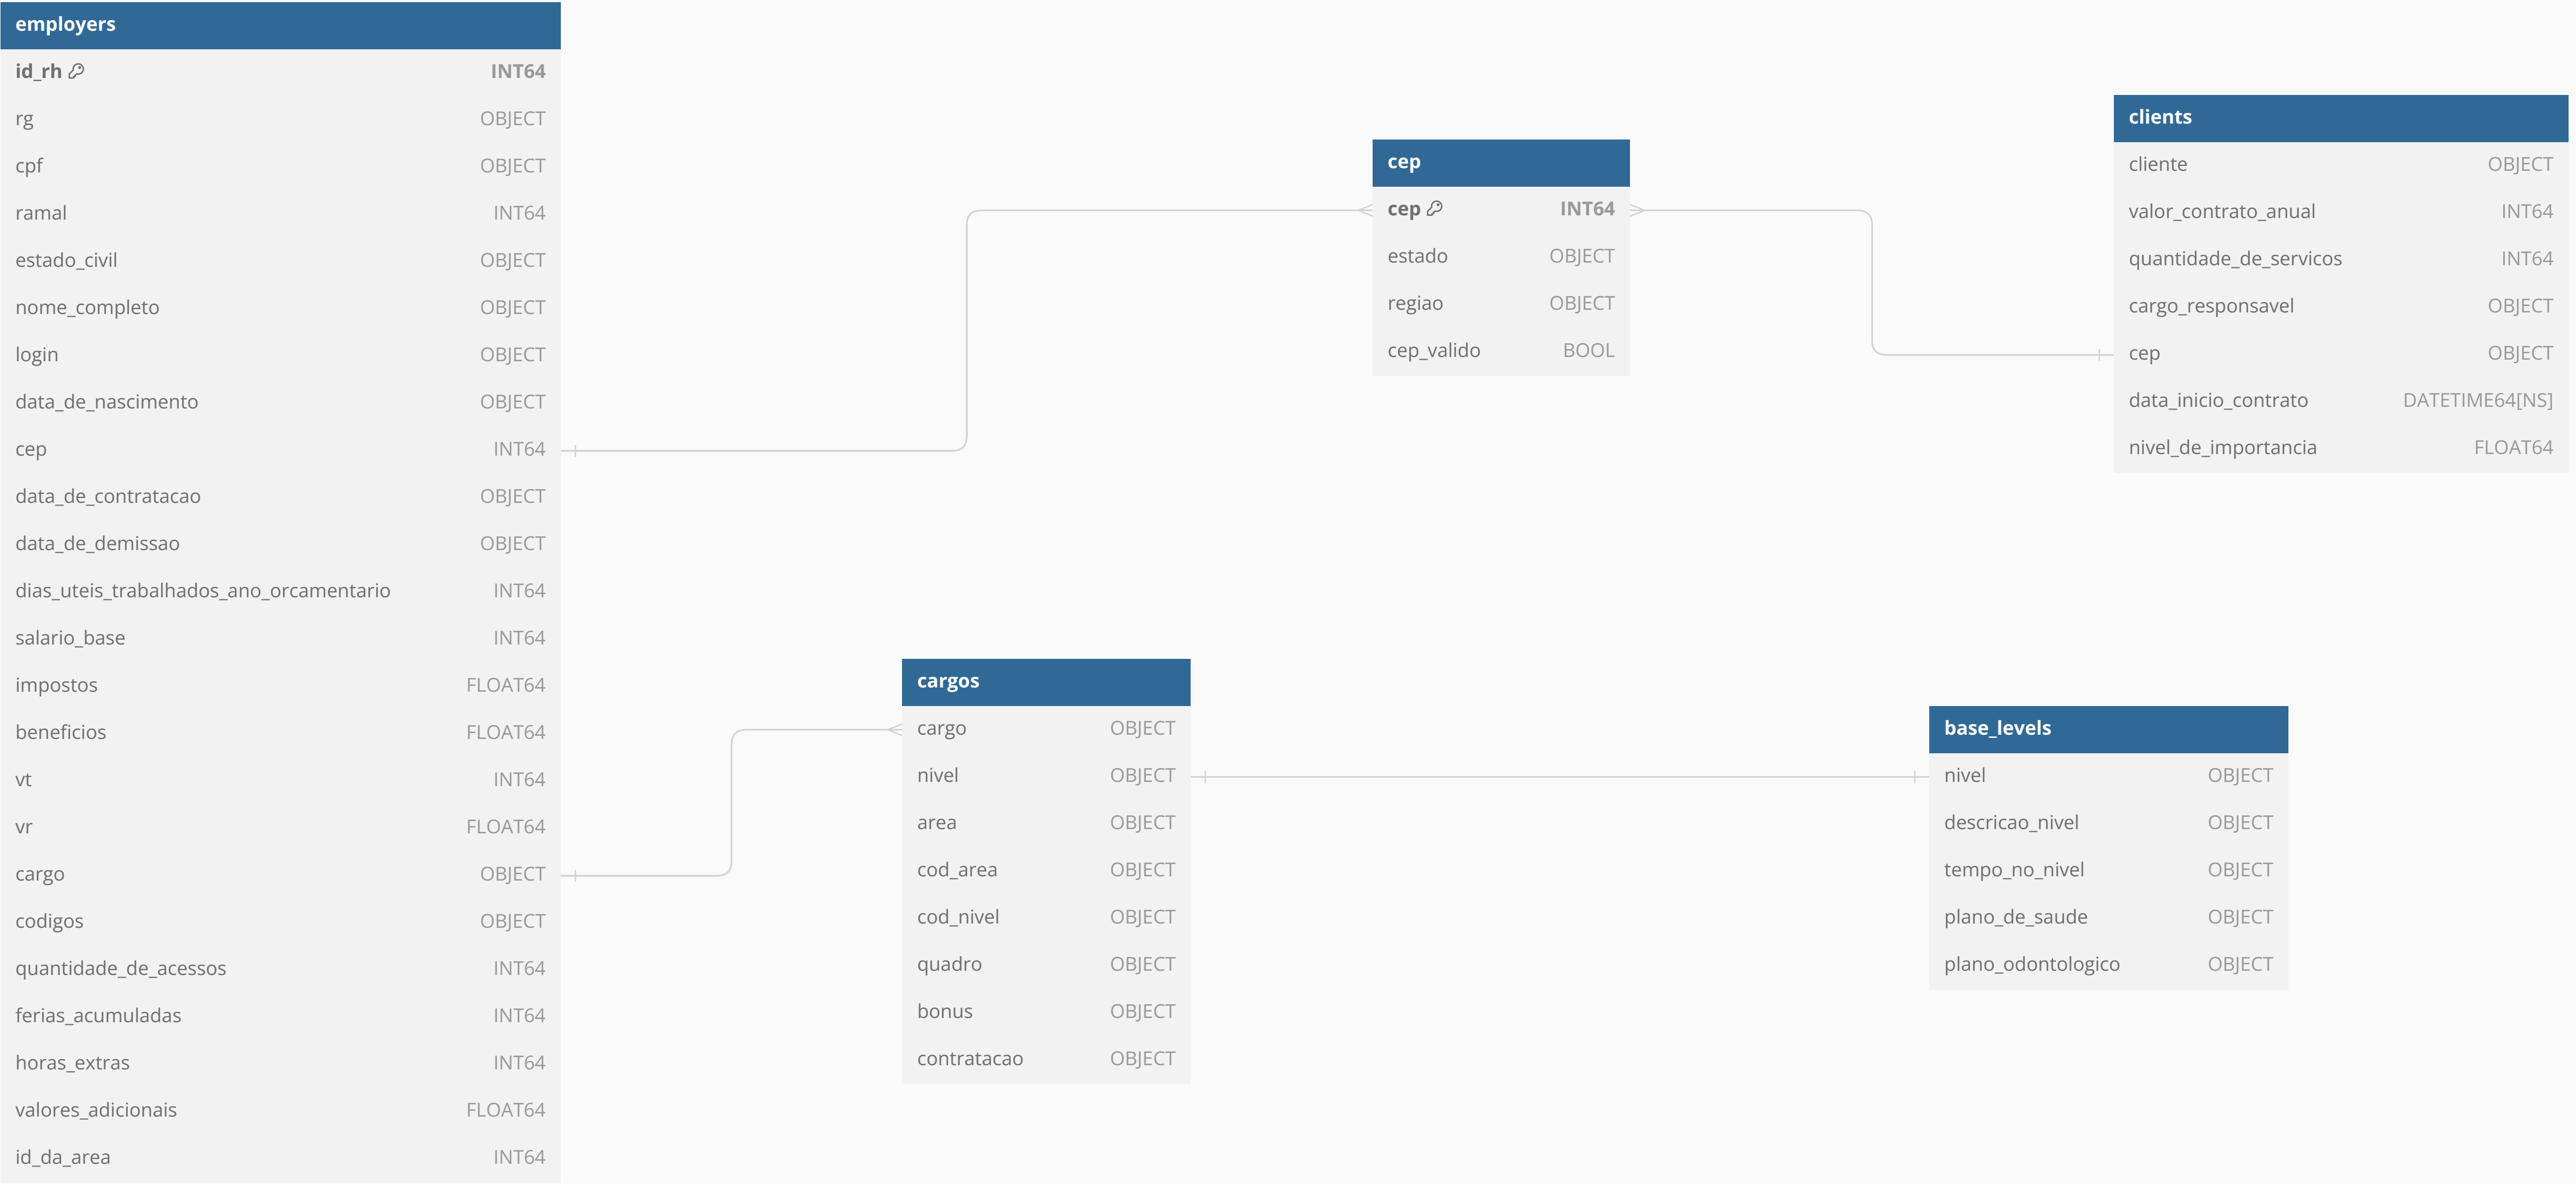 employers
id_rh INT64
rg OBJECT
cpf OBJECT
ramal INT64
estado_civil OBJECT
nome_completo OBJECT
login OBJECT
data_de_nascimento OBJECT
cep INT64
data_de_contratacao OBJECT
data_de_demissao OBJECT
dias_uteis_trabalhados_ano_orcamentario INT64
salario_base INT64
impostos FLOAT64
beneficios FLOAT64
vt INT64
vr FLOAT64
cargo OBJECT
codigos OBJECT
quantidade_de_acessos INT64
ferias_acumuladas INT64
horas_extras INT64
valores_adicionais FLOAT64
id_da_area INT64
cep
cep INT64
estado OBJECT
regiao OBJECT
cep_valido BOOL
clients
cliente OBJECT
valor_contrato_anual INT64
quantidade_de_servicos INT64
cargo_responsavel OBJECT
cep OBJECT
data_inicio_contrato DATETIME64[NS]
nivel_de_importancia FLOAT64
cargos
cargo OBJECT
nivel OBJECT
area OBJECT
cod_area OBJECT
cod_nivel OBJECT
quadro OBJECT
bonus OBJECT
contratacao OBJECT
base_levels
nivel OBJECT
descricao_nivel OBJECT
tempo_no_nivel OBJECT
plano_de_saude OBJECT
plano_odontologico OBJECT